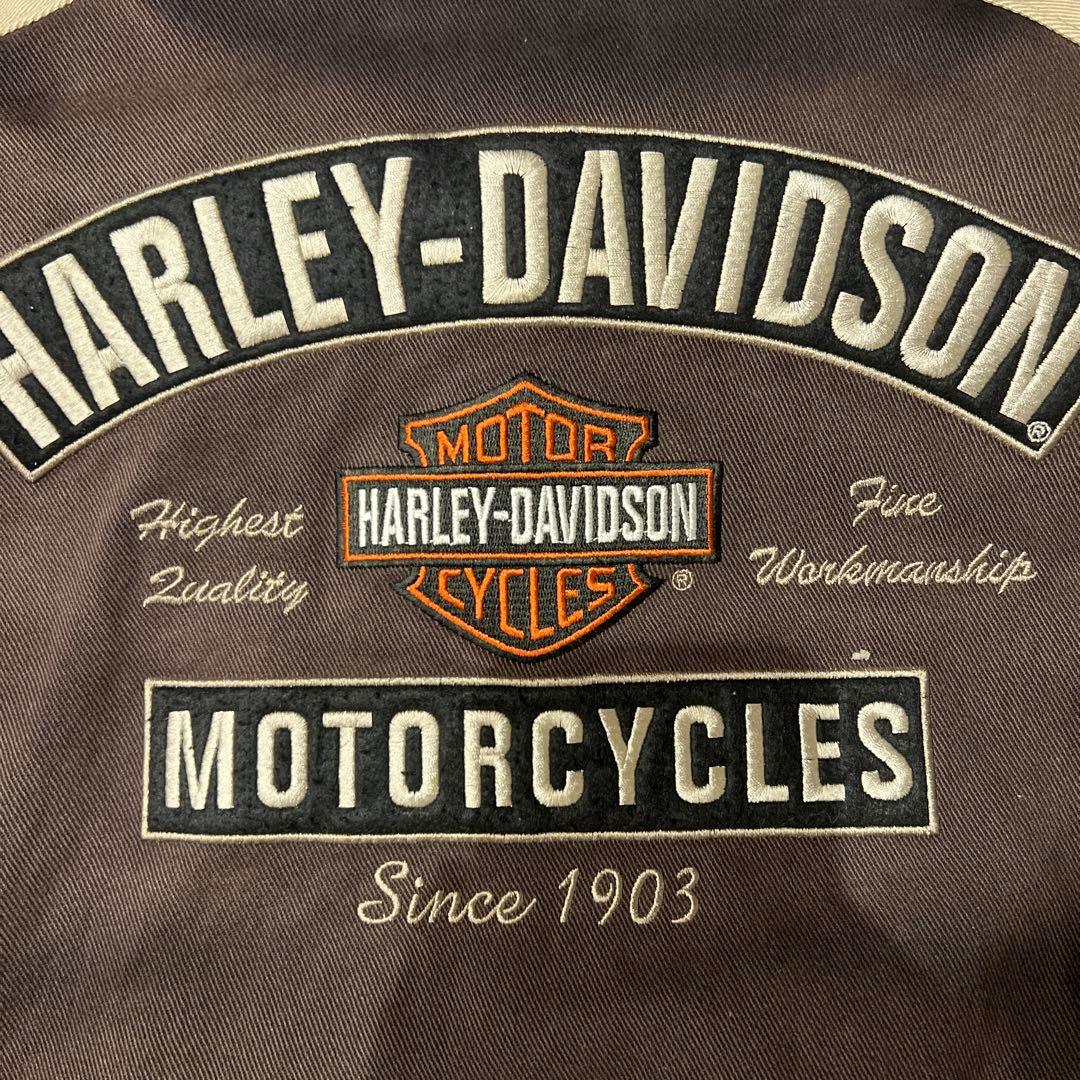 HARLEY-DAVIDSON
®
MOTOR
HARLEY-DAVIDSON
CYCLES
®
Highest
Quality
Fine
Workmanship
MOTORCYCLES
Since 1903